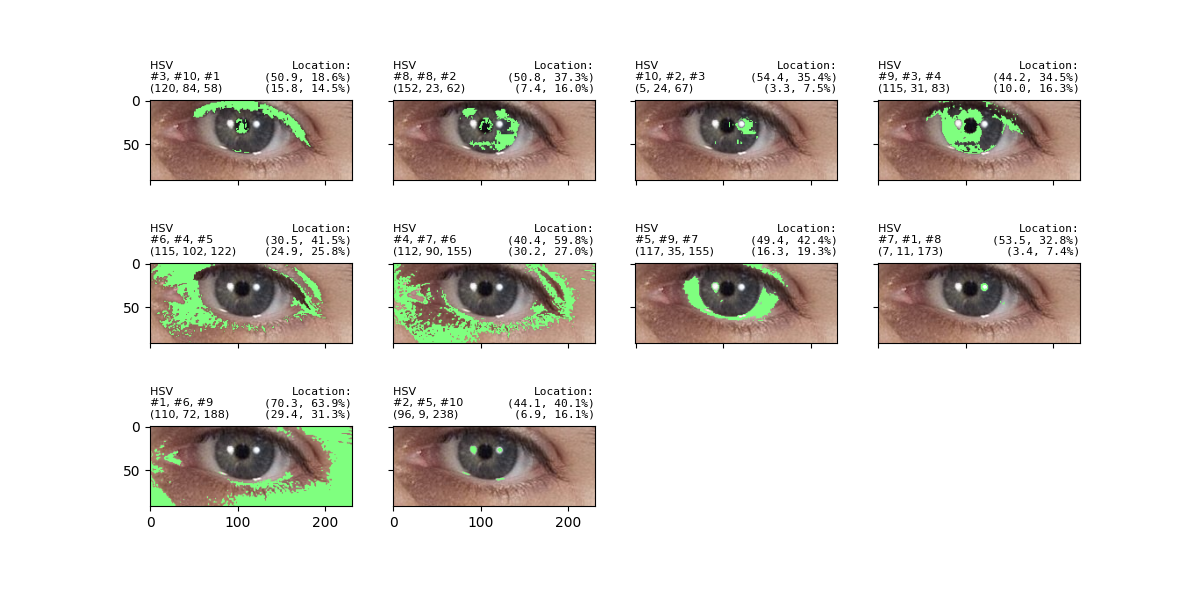 HSV Location:
#3, #10, #1 (50.9, 18.6%)
(120, 84, 58) (15.8, 14.5%)
HSV Location:
#8, #8, #2 (50.8, 37.3%)
(152, 23, 62) (7.4, 16.0%)
HSV Location:
#10, #2, #3 (54.4, 35.4%)
(5, 24, 67) (3.3, 7.5%)
HSV Location:
#9, #3, #4 (44.2, 34.5%)
(115, 31, 83) (10.0, 16.3%)
0
50
HSV Location:
#6, #4, #5 (30.5, 41.5%)
(115, 102, 122) (24.9, 25.8%)
HSV Location:
#4, #7, #6 (40.4, 59.8%)
(112, 90, 155) (30.2, 27.0%)
HSV Location:
#5, #9, #7 (49.4, 42.4%)
(117, 35, 155) (16.3, 19.3%)
HSV Location:
#7, #1, #8 (53.5, 32.8%)
(7, 11, 173) (3.4, 7.4%)
0
50
HSV Location:
#1, #6, #9 (70.3, 63.9%)
(110, 72, 188) (29.4, 31.3%)
HSV Location:
#2, #5, #10 (44.1, 40.1%)
(96, 9, 238) (6.9, 16.1%)
0
50
0 100 200
0 100 200